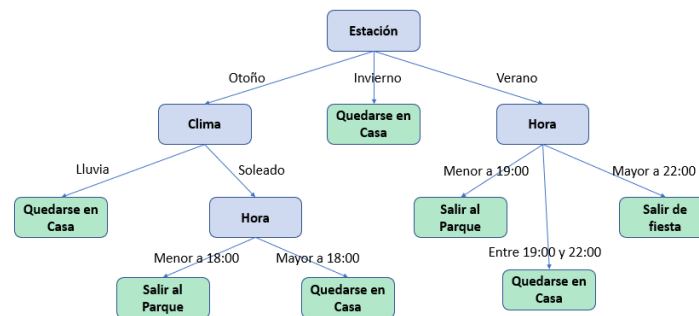 Estación
Otoño
Invierno
Verano
Clima
Quedarse en
Casa
Hora
Lluvia
Soleado
Menor a 19:00
Mayor a 22:00
Quedarse en
Casa
Hora
Salir al
Parque
Salir de
fiesta
Entre 19:00 y 22:00
Menor a 18:00
Mayor a 18:00
Salir al
Parque
Quedarse en
Casa
Quedarse en
Casa